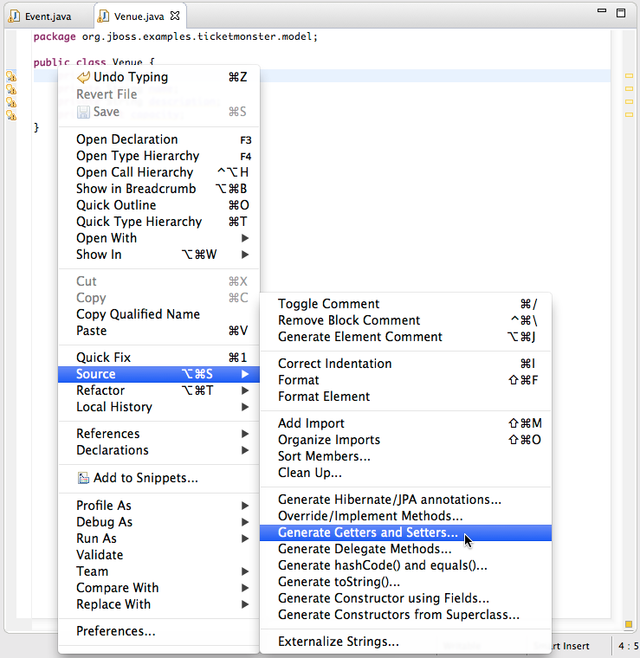 Event.java
Venue.java
package org.jboss.examples.ticketmonster.model;
public class Venue {
}
Undo Typing ⌘Z
Revert File
Save ⌘S
Open Declaration F3
Open Type Hierarchy F4
Open Call Hierarchy ^⌥H
Show in Breadcrumb ⌥⌘B
Quick Outline ⌘O
Quick Type Hierarchy ⌘T
Open With
Show In ⌥⌘W
Cut ⌘X
Copy ⌘C
Copy Qualified Name
Paste ⌘V
Quick Fix ⌘1
Source ⌥⌘S
Refactor ⌥⌘T
Local History
References
Declarations
Add to Snippets...
Profile As
Debug As
Run As
Validate
Team
Compare With
Replace With
Preferences...
Toggle Comment ⌘/
Remove Block Comment ^⌘\
Generate Element Comment ⌥⌘J
Correct Indentation ⌘I
Format ⇧⌘F
Format Element
Add Import ⇧⌘M
Organize Imports ⇧⌘O
Sort Members...
Clean Up...
Generate Hibernate/JPA annotations...
Override/Implement Methods...
Generate Getters and Setters...
Generate Delegate Methods...
Generate hashCode() and equals()...
Generate toString()...
Generate Constructor using Fields...
Generate Constructors from Superclass...
Externalize Strings...
Insert
4 : 5